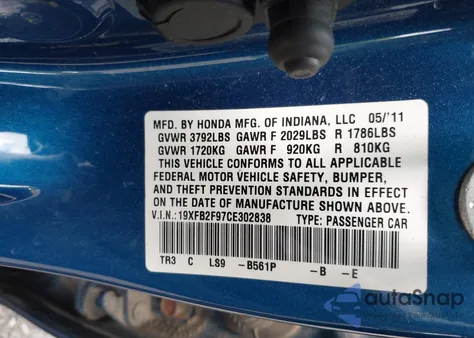 MFD. BY HONDA MFG. OF INDIANA, LLC 05/'11
GVWR 3792LBS GAWR F 2029LBS R 1786LBS
GVWR 1720KG GAWR F 920KG R 810KG
THIS VEHICLE CONFORMS TO ALL APPLICABLE
FEDERAL MOTOR VEHICLE SAFETY, BUMPER,
AND THEFT PREVENTION STANDARDS IN EFFECT
ON THE DATE OF MANUFACTURE SHOWN ABOVE.
V.I.N.: 19XFB2F97CE302838 TYPE: PASSENGER CAR
TR3 C LS9 -B561P -B -E
autoSnap